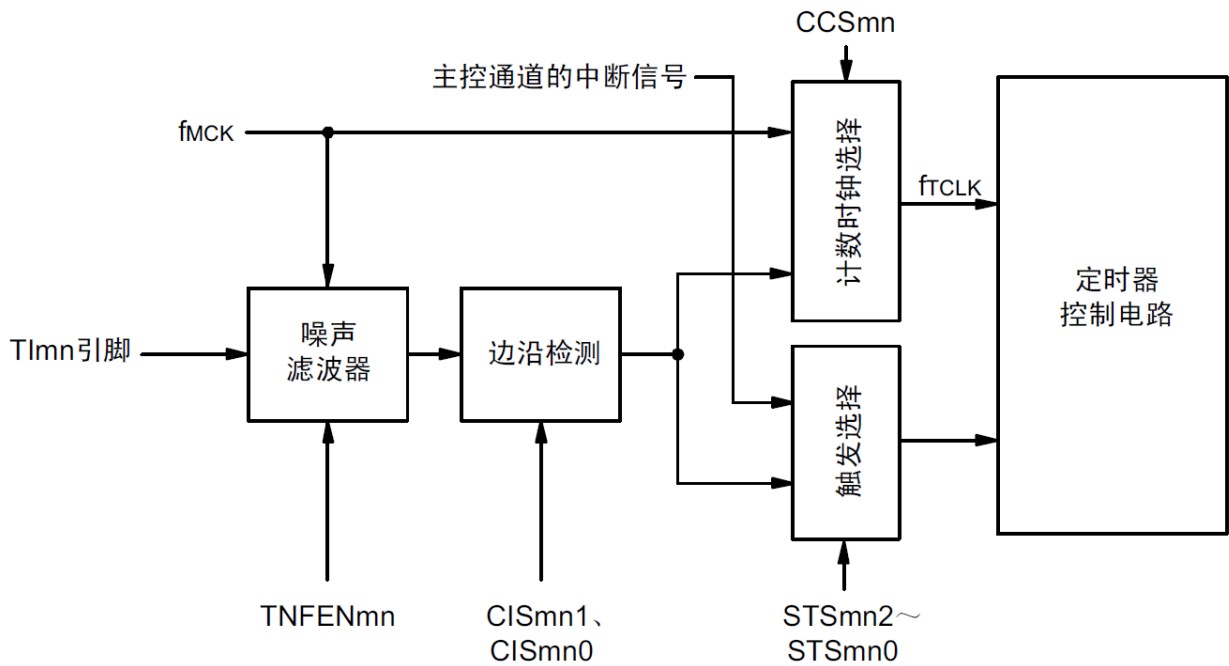 CCSmn
主控通道的中断信号
fMCK
计数时钟选择
fTCLK
定时器
控制电路
TImn引脚
噪声
滤波器
边沿检测
触发选择
TNFENmn
CISmn1、
CISmn0
STSmn2～
STSmn0